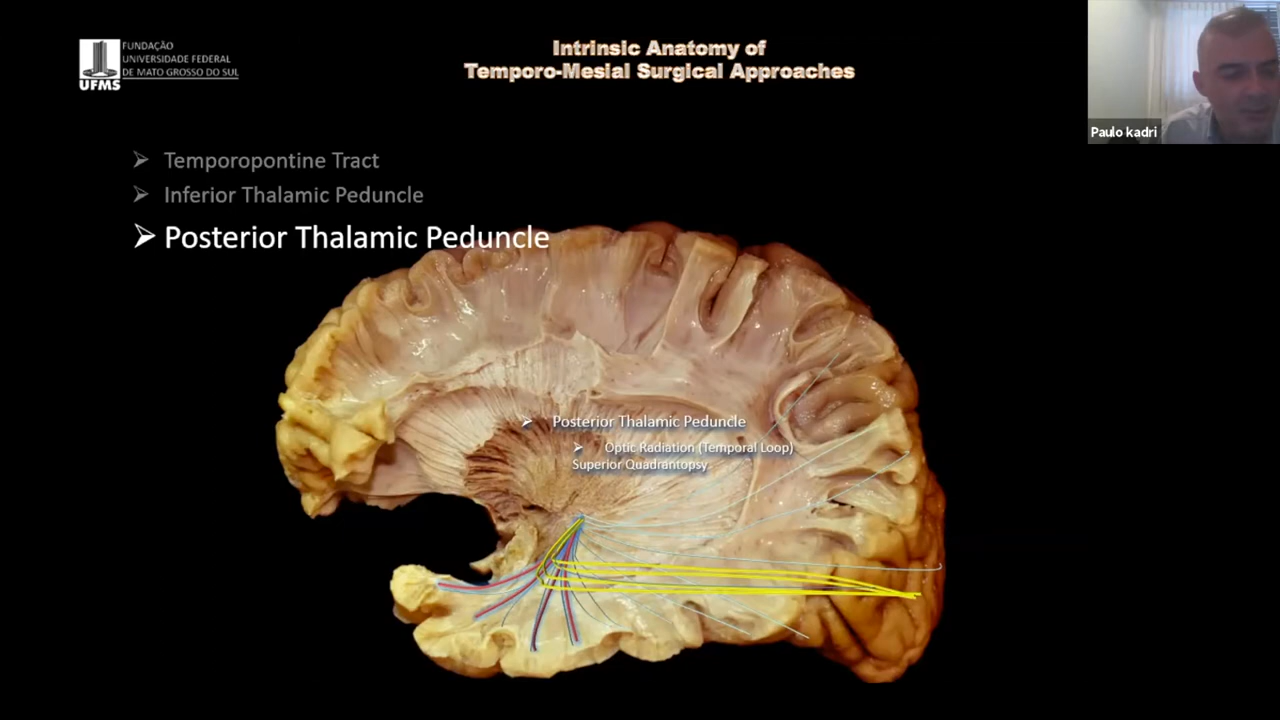 FUNDAÇÃO
UNIVERSIDADE FEDERAL
DE MATO GROSSO DO SUL
UFMS
Intrinsic Anatomy of
Temporo-Mesial Surgical Approaches
Paulo kadri
Temporopontine Tract
Inferior Thalamic Peduncle
Posterior Thalamic Peduncle
Posterior Thalamic Peduncle
Optic Radiation (Temporal Loop)
Superior Quadrantopsy